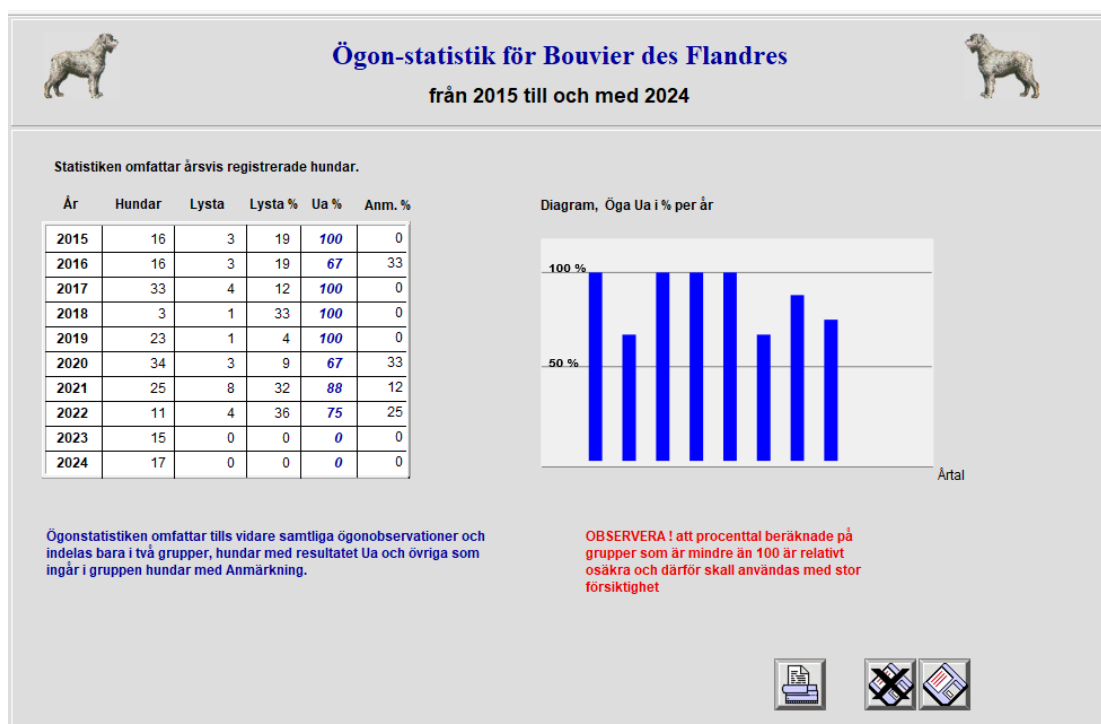 Ögon-statistik för Bouvier des Flandres
från 2015 till och med 2024
Statistiken omfattar årsvis registrerade hundar.
År Hundar Lysta Lysta % Ua % Anm. %
2015 16 3 19 100 0
2016 16 3 19 67 33
2017 33 4 12 100 0
2018 3 1 33 100 0
2019 23 1 4 100 0
2020 34 3 9 67 33
2021 25 8 32 88 12
2022 11 4 36 75 25
2023 15 0 0 0 0
2024 17 0 0 0 0
Diagram, Öga Ua i % per år
100 %
50 %
Årtal
Ögonstatistiken omfattar tills vidare samtliga ögonobservationer och
indelas bara i två grupper, hundar med resultatet Ua och övriga som
ingår i gruppen hundar med Anmärkning.
OBSERVERA ! att procenttal beräknade på
grupper som är mindre än 100 är relativt
osäkra och därför skall användas med stor
försiktighet